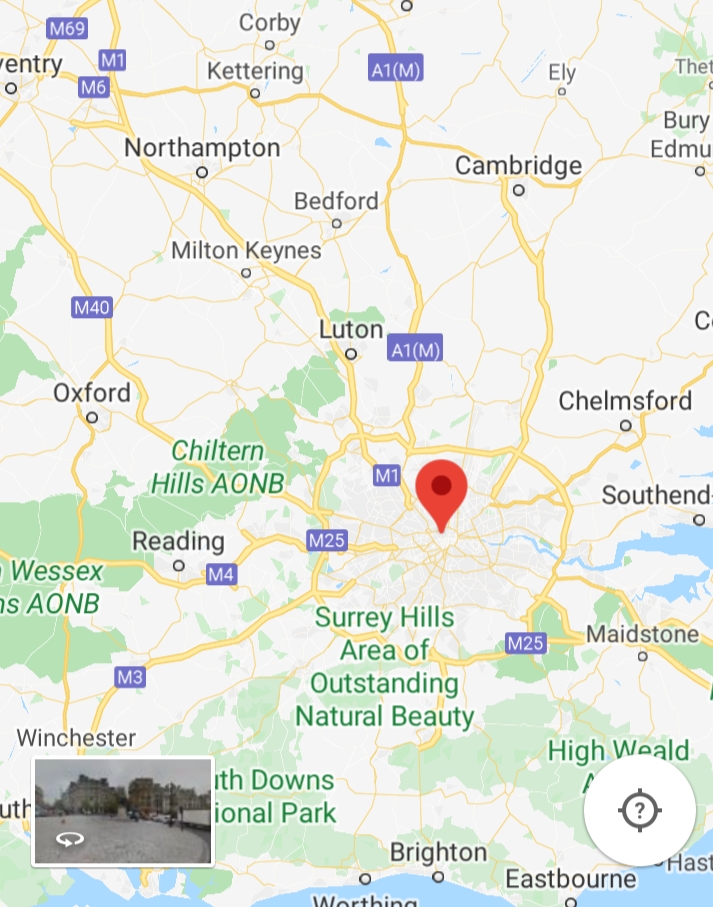 M69
Corby
ventry
M1
Kettering
A1(M)
Ely
Thet
M6
Bury
Edmu
Northampton
Cambridge
Bedford
Milton Keynes
M40
Luton
A1(M)
C
Oxford
Chelmsford
Chiltern
Hills AONB
M1
Southend-
Reading
M25
M4
n Wessex
ns AONB
Surrey Hills
Area of
Outstanding
Natural Beauty
M25
Maidstone
M3
Winchester
High Weald
A
uth Downs
ional Park
uth
?
Brighton
Hast
Eastbourne
Worthing